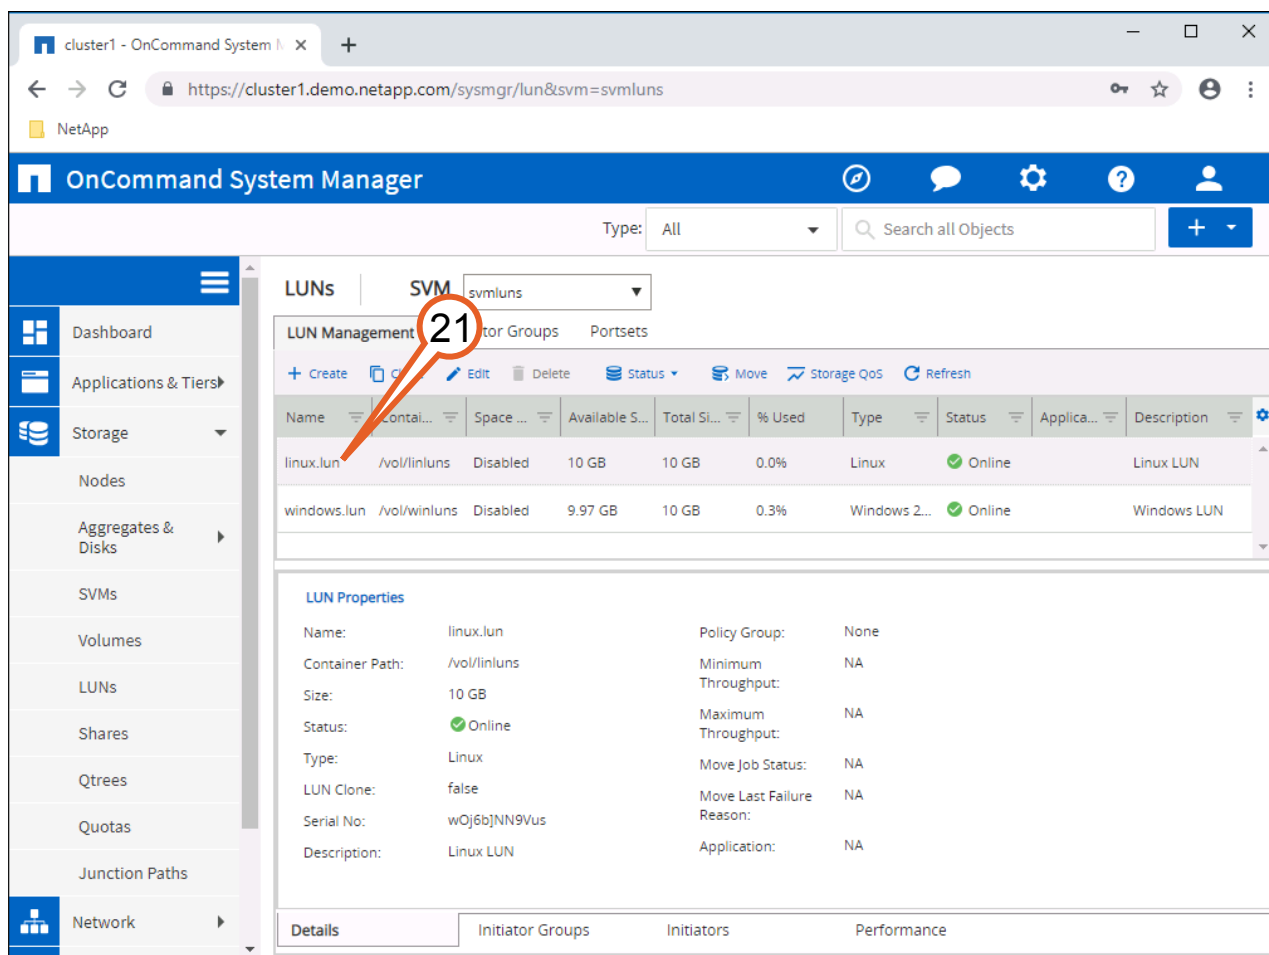 cluster1 - OnCommand System M
https://cluster1.demo.netapp.com/sysmgr/lun&svm=svmluns
NetApp
OnCommand System Manager
Type: All Search all Objects
LUNs SVM svmluns
Dashboard
Applications & Tiers
Storage
Nodes
Aggregates &
Disks
SVMs
Volumes
LUNs
Shares
Qtrees
Quotas
Junction Paths
Network
LUN Management tor Groups Portsets
21
Create Edit Delete Status Move Storage QoS Refresh
Name Contai... Space ... Available S... Total Si... % Used Type Status Applica... Description
linux.lun /vol/linluns Disabled 10 GB 10 GB 0.0% Linux Online Linux LUN
windows.lun /vol/winluns Disabled 9.97 GB 10 GB 0.3% Windows 2... Online Windows LUN
LUN Properties
Name: linux.lun
Container Path: /vol/linluns
Size: 10 GB
Status: Online
Type: Linux
LUN Clone: false
Serial No: wOj6b]NN9Vus
Description: Linux LUN
Policy Group: None
Minimum NA
Throughput:
Maximum NA
Throughput:
Move Job Status: NA
Move Last Failure NA
Reason:
Application: NA
Details Initiator Groups Initiators Performance